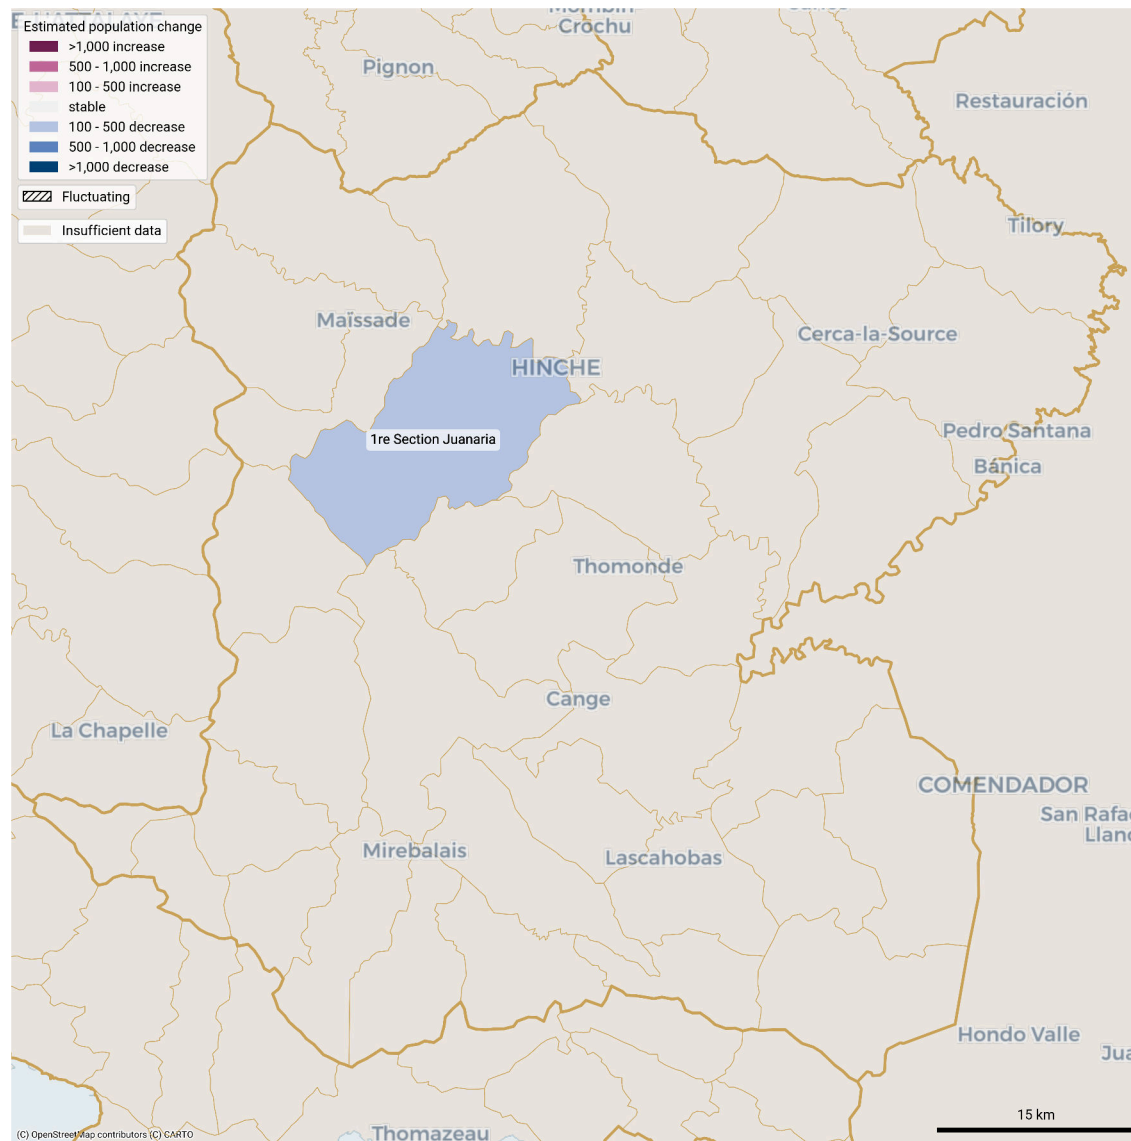 Estimated population change
>1,000 increase
500 - 1,000 increase
100 - 500 increase
stable
100 - 500 decrease
500 - 1,000 decrease
>1,000 decrease
Fluctuating
Insufficient data
Crochu
Pignon
Restauración
Tilory
Maïssade
Cerca-la-Source
HINCHE
1re Section Juanaria
Pedro Santana
Bánica
Thomonde
Cange
La Chapelle
COMENDADOR
San Rafae
Llano
Mirebalais
Lascahobas
Hondo Valle
Jua
15 km
Thomazeau
(C) OpenStreetMap contributors (C) CARTO